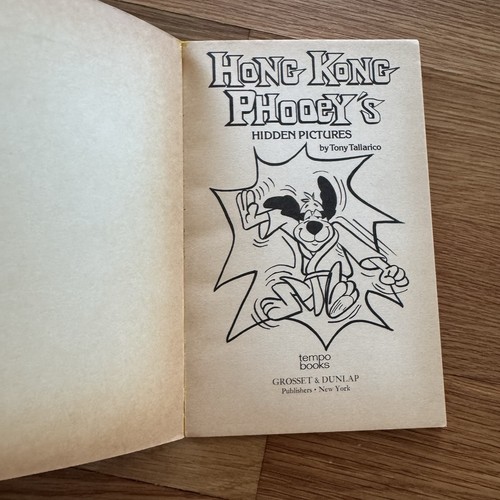 HONG KONG
PHOOEY'S
HIDDEN PICTURES
by Tony Tallarico
tempo
books
GROSSET & DUNLAP
Publishers • New York